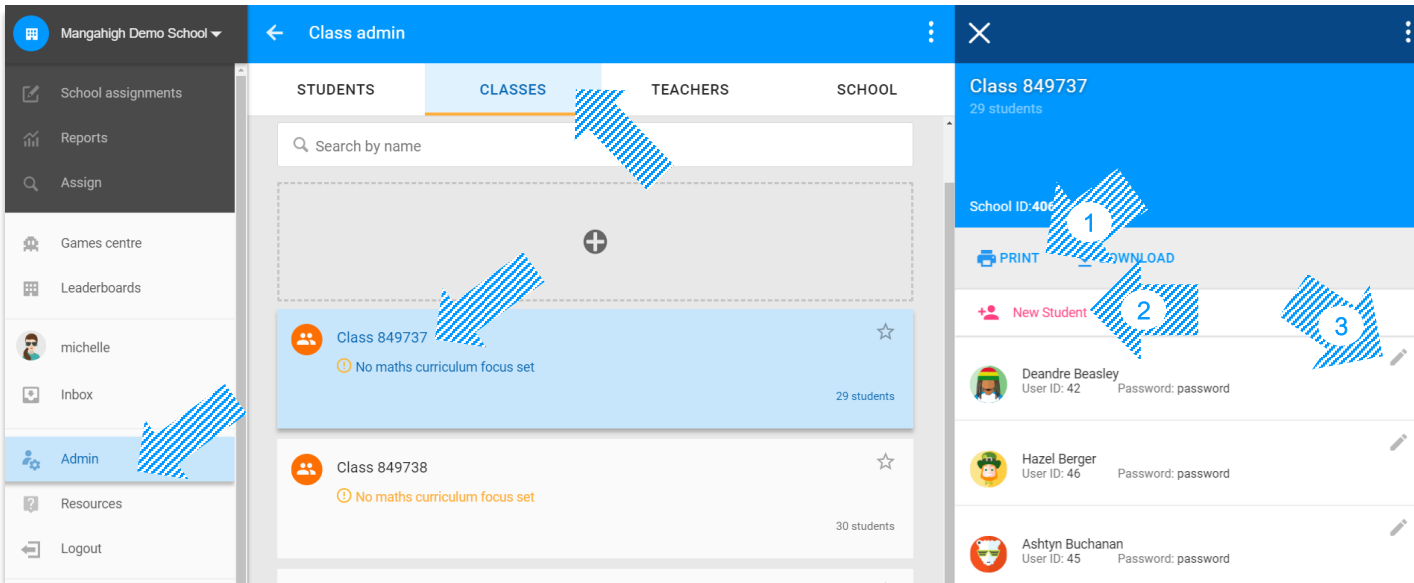 Mangahigh Demo School
School assignments
Reports
Assign
Games centre
Leaderboards
michelle
Inbox
Admin
Resources
Logout
Class admin
STUDENTS CLASSES TEACHERS SCHOOL
Search by name
Class 849737
No maths curriculum focus set
29 students
Class 849738
No maths curriculum focus set
30 students
Class 849737
29 students
School ID:
1
PRINT DOWNLOAD
New Student 2
3
Deandre Beasley
User ID: 42 Password: password
Hazel Berger
User ID: 46 Password: password
Ashtyn Buchanan
User ID: 45 Password: password